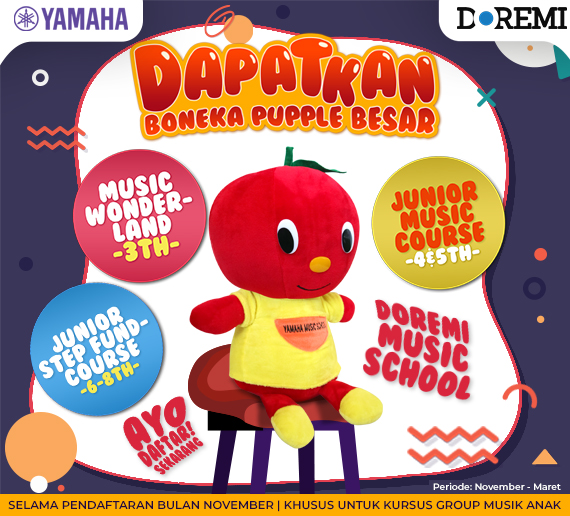 YAMAHA
DOREMI
DAPATKAN
BONEKA PUPPLE BESAR
MUSIC
WONDER-
LAND
-3TH-
JUNIOR
MUSIC
COURSE
-4&5TH-
JUNIOR
STEP FUND-
COURSE
-6-8TH-
YAMAHA MUSIC SCHOOL
DOREMI
MUSIC
SCHOOL
AYO
DAFTAR!
SEKARANG
Periode: November - Maret
SELAMA PENDAFTARAN BULAN NOVEMBER | KHUSUS UNTUK KURSUS GROUP MUSIK ANAK